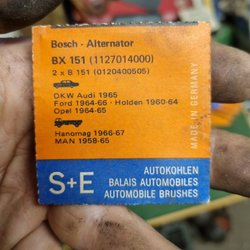 Bosch - Alternator
BX 151 (1127014000)
2 x B 151 (0120400505)
DKW Audi 1965
Ford 1964-66 · Holden 1960-64
Opel 1964-65
Hanomag 1966-67
MAN 1958-65
MADE IN GERMANY
S+E
AUTOKOHLEN
BALAIS AUTOMOBILES
AUTOMOBILE BRUSHES